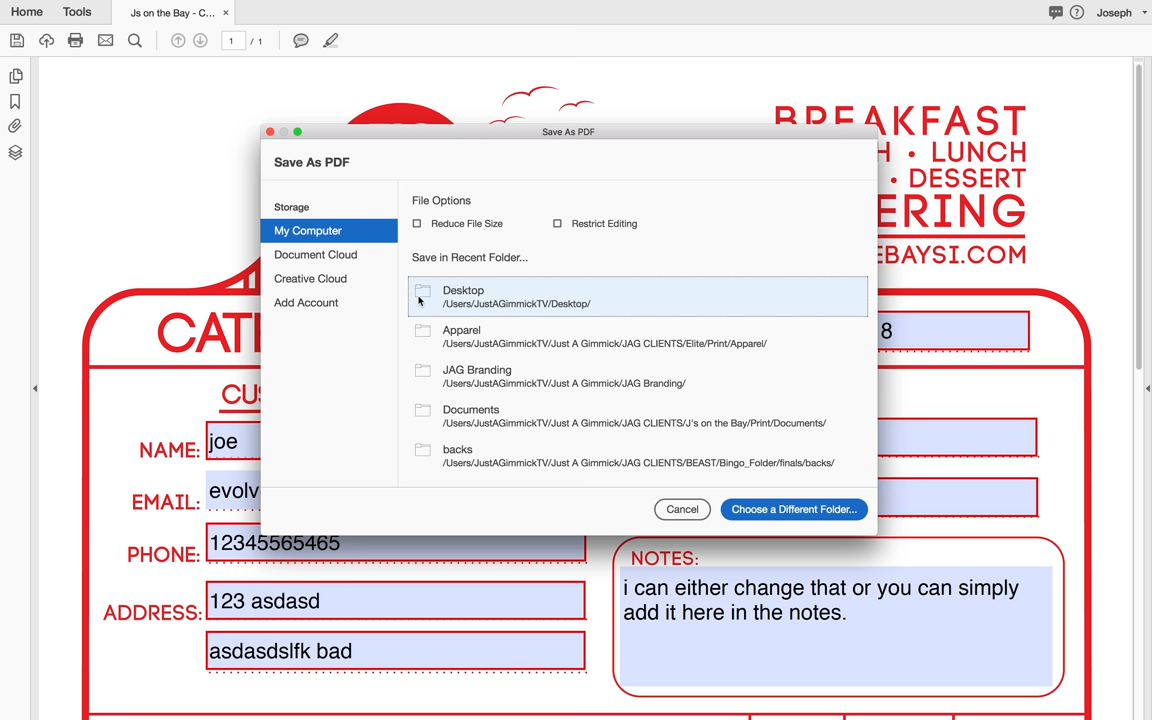 Home Tools Js on the Bay - C... × Joseph
1 / 1
BREAKFAST
H • LUNCH
• DESSERT
ERING
EBAYSI.COM
Save As PDF
Save As PDF
Storage
My Computer
Document Cloud
Creative Cloud
Add Account
File Options
Reduce File Size Restrict Editing
Save in Recent Folder...
Desktop
/Users/JustAGimmickTV/Desktop/
Apparel
/Users/JustAGimmickTV/Just A Gimmick/JAG CLIENTS/Elite/Print/Apparel/
JAG Branding
/Users/JustAGimmickTV/Just A Gimmick/JAG Branding/
Documents
/Users/JustAGimmickTV/Just A Gimmick/JAG CLIENTS/J's on the Bay/Print/Documents/
backs
/Users/JustAGimmickTV/Just A Gimmick/JAG CLIENTS/BEAST/Bingo_Folder/finals/backs/
Cancel Choose a Different Folder...
CATE
8
CUS
NAME: joe
EMAIL: evolv
PHONE: 12345565465
ADDRESS: 123 asdasd
asdasdslfk bad
NOTES:
i can either change that or you can simply
add it here in the notes.